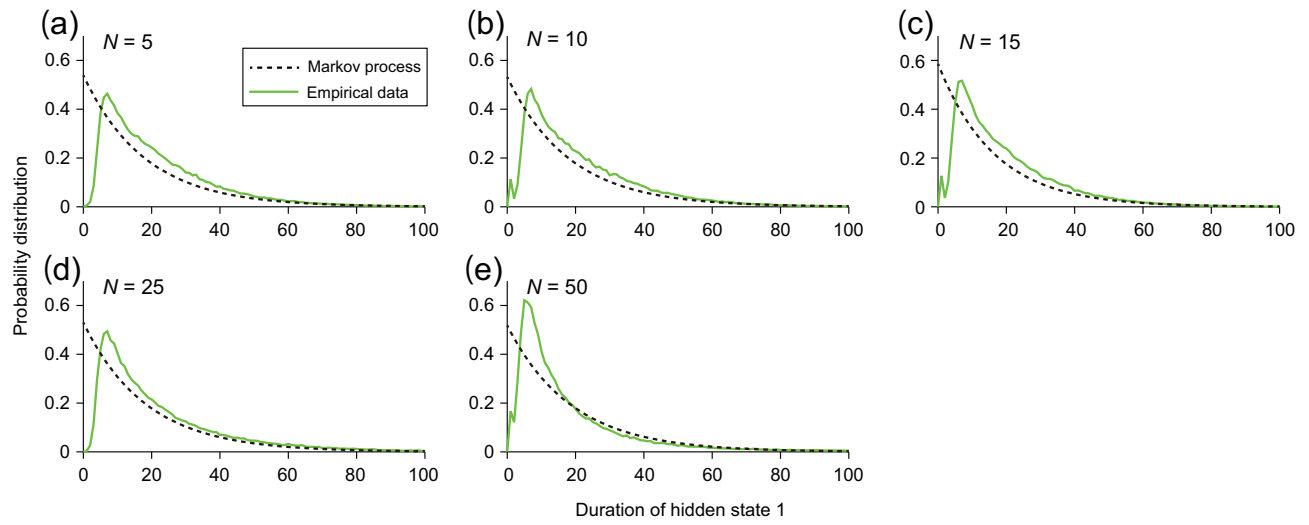 (a)
N = 5
Markov process
Empirical data
0.6
0.4
0.2
0
0 20 40 60 80 100
(b)
N = 10
0.6
0.4
0.2
0
0 20 40 60 80 100
(c)
N = 15
0.6
0.4
0.2
0
0 20 40 60 80 100
Probability distribution
(d)
N = 25
0.6
0.4
0.2
0
0 20 40 60 80 100
(e)
N = 50
0.6
0.4
0.2
0
0 20 40 60 80 100
Duration of hidden state 1